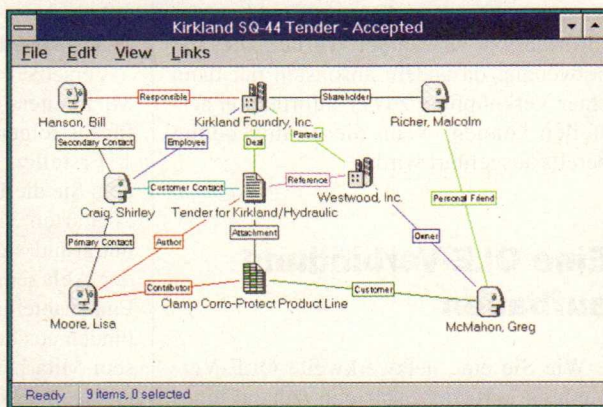 Kirkland SQ-44 Tender - Accepted
File Edit View Links
Responsible
Shareholder
Hanson, Bill
Kirkland Foundry, Inc.
Richer, Malcolm
Secondary Contact
Employee
Deal
Partner
Customer Contact
Reference
Craig, Shirley
Tender for Kirkland/Hydraulic
Westwood, Inc.
Personal Friend
Primary Contact
Author
Attachment
Owner
Contributor
Customer
Moore, Lisa
Clamp Corro-Protect Product Line
McMahon, Greg
Ready
9 items, 0 selected